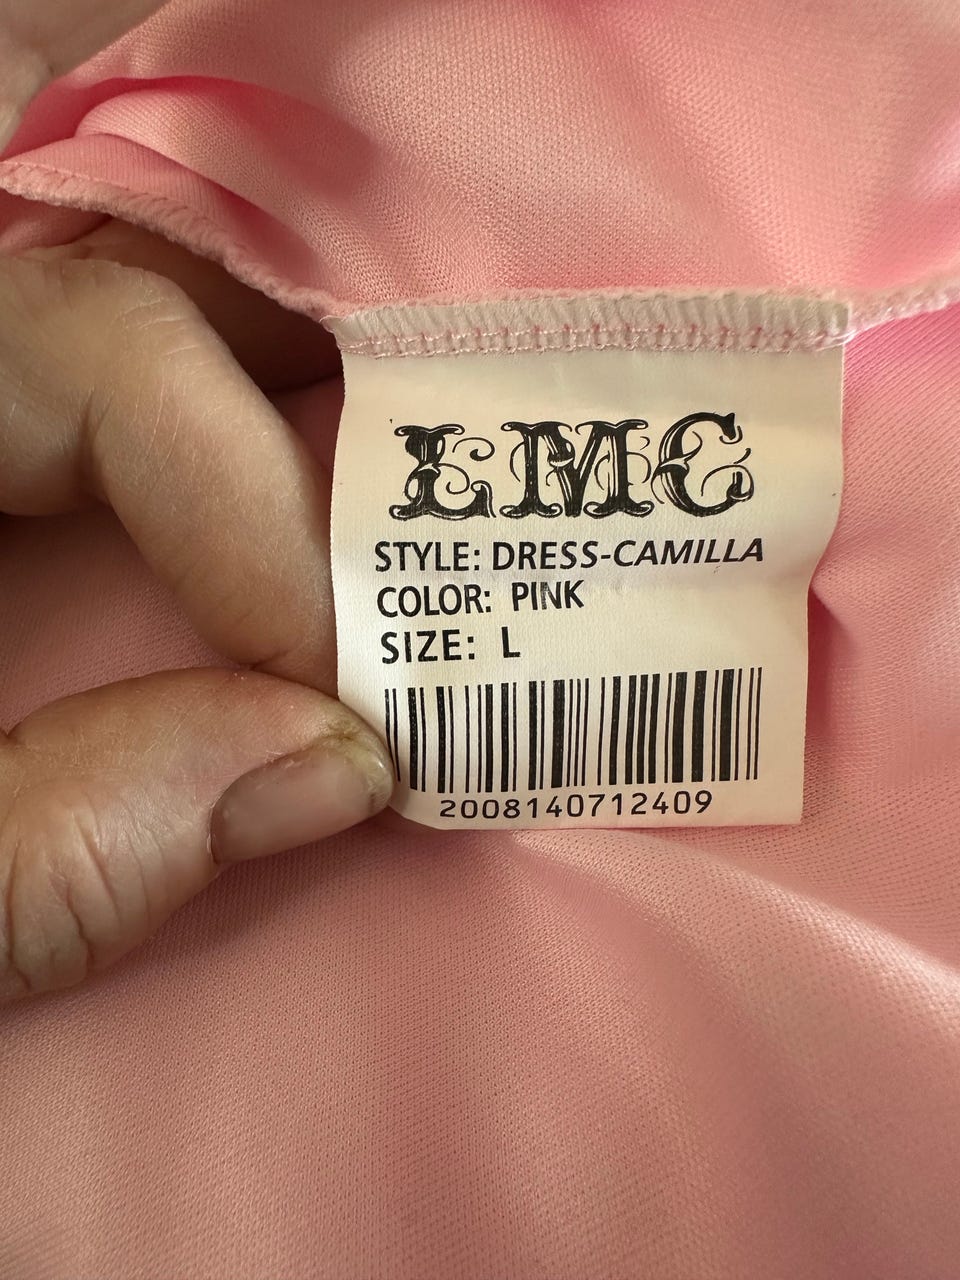 LMC
STYLE: DRESS-CAMILLA
COLOR: PINK
SIZE: L
2008140712409